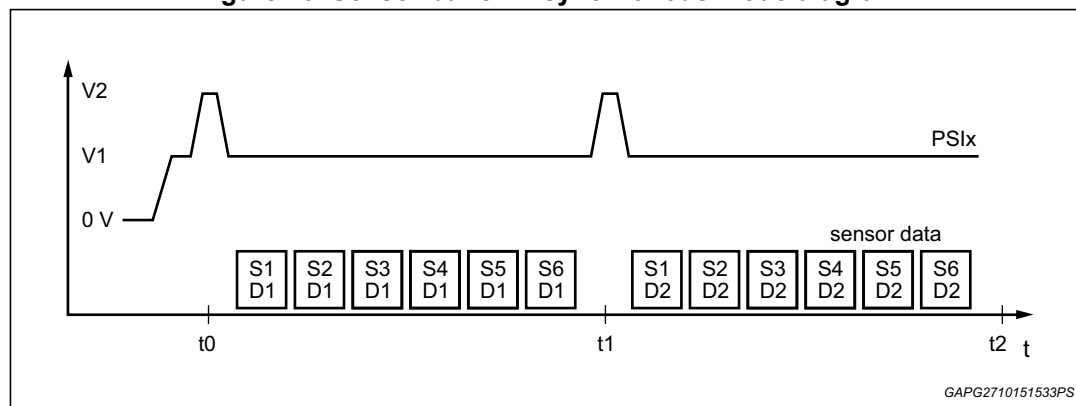 V2
V1
PSIx
0 V
sensor data
S1 S2 S3 S4 S5 S6 S1 S2 S3 S4 S5 S6
D1 D1 D1 D1 D1 D1 D2 D2 D2 D2 D2 D2
t0 t1 t2 t
GAPG2710151533PS